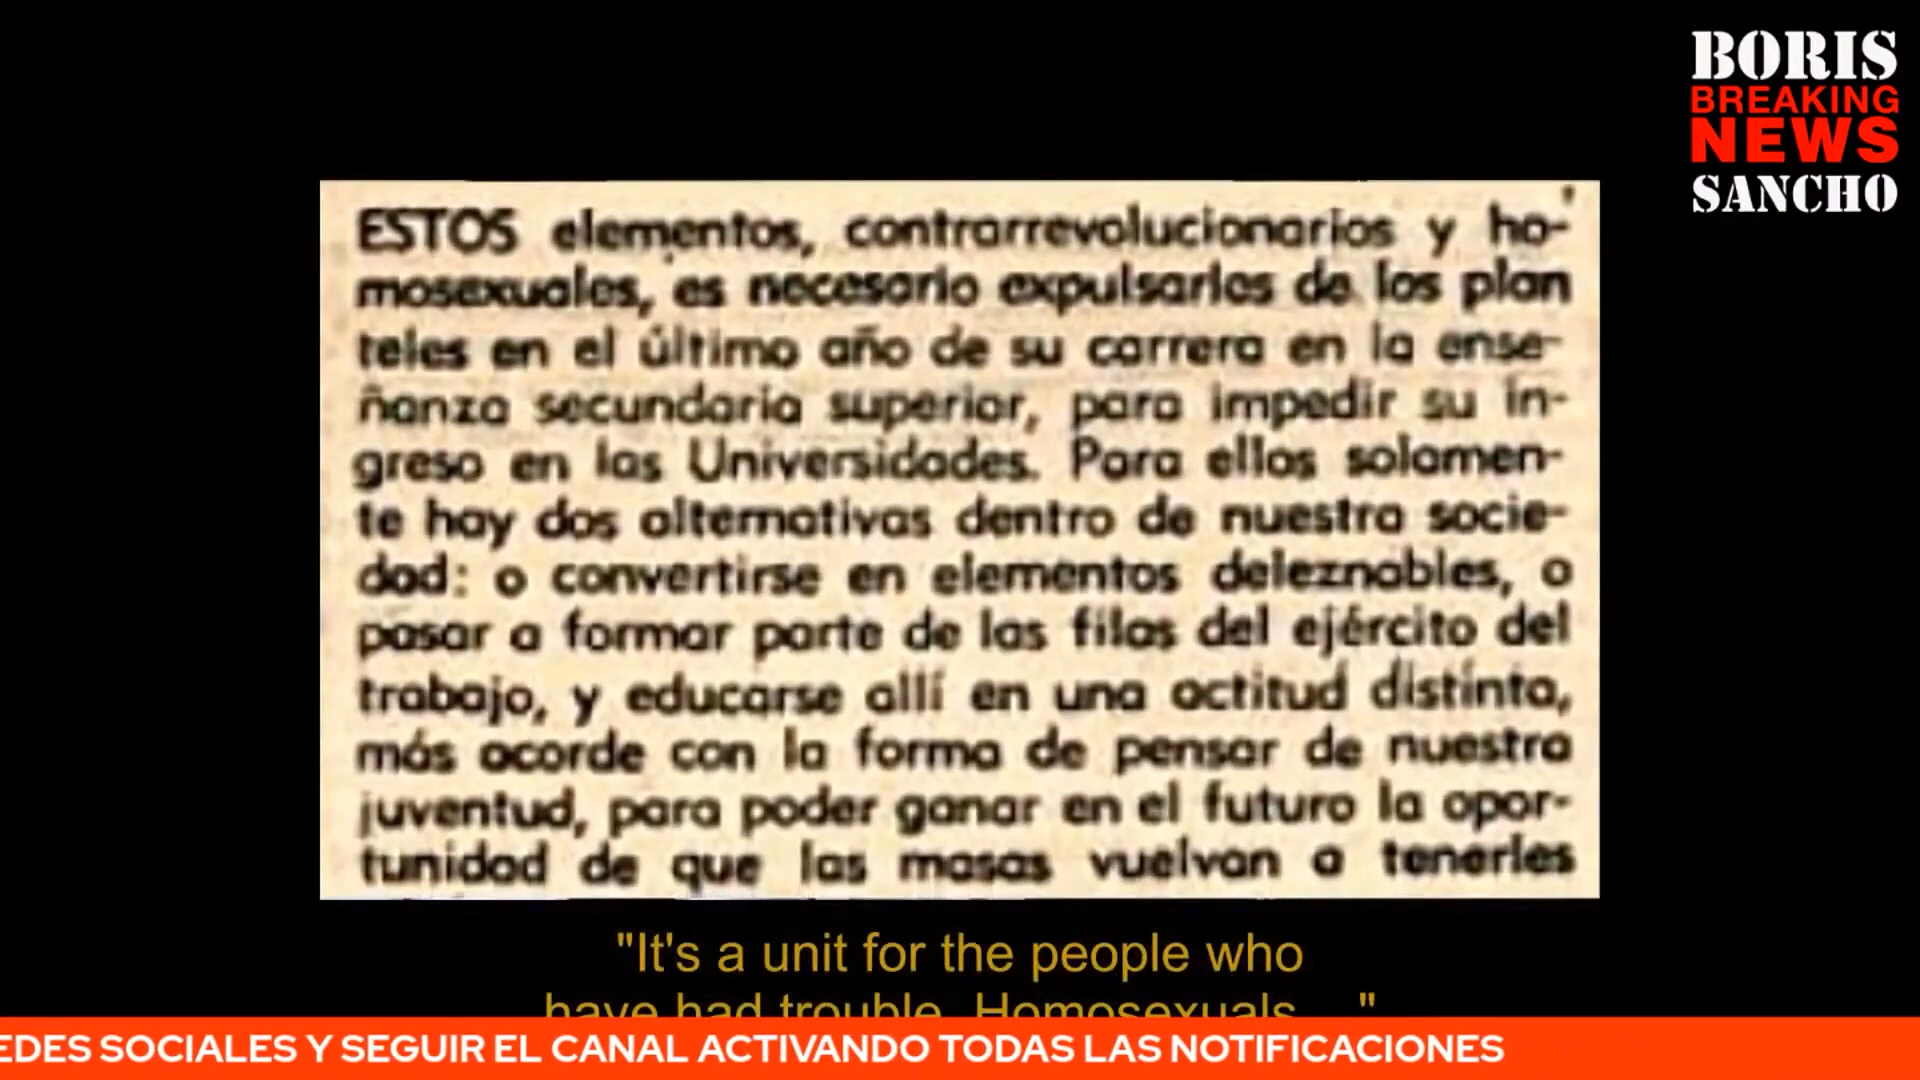 BORIS
BREAKING
NEWS
SANCHO
ESTOS elementos, contrarrevolucionarios y ho-
mosexuales, es necesario expulsarlos de los plan
teles en el último año de su carrera en la ense-
ñanza secundaria superior, para impedir su in-
greso en las Universidades. Para ellos solamen-
te hay dos alternativas dentro de nuestra socie-
dad: o convertirse en elementos deleznables, o
pasar a formar parte de las filas del ejército del
trabajo, y educarse allí en una actitud distinta,
más acorde con la forma de pensar de nuestra
juventud, para poder ganar en el futuro la opor-
tunidad de que las masas vuelvan a tenerles
"It's a unit for the people who
have had trouble. Homosexuals ... "
EDES SOCIALES Y SEGUIR EL CANAL ACTIVANDO TODAS LAS NOTIFICACIONES